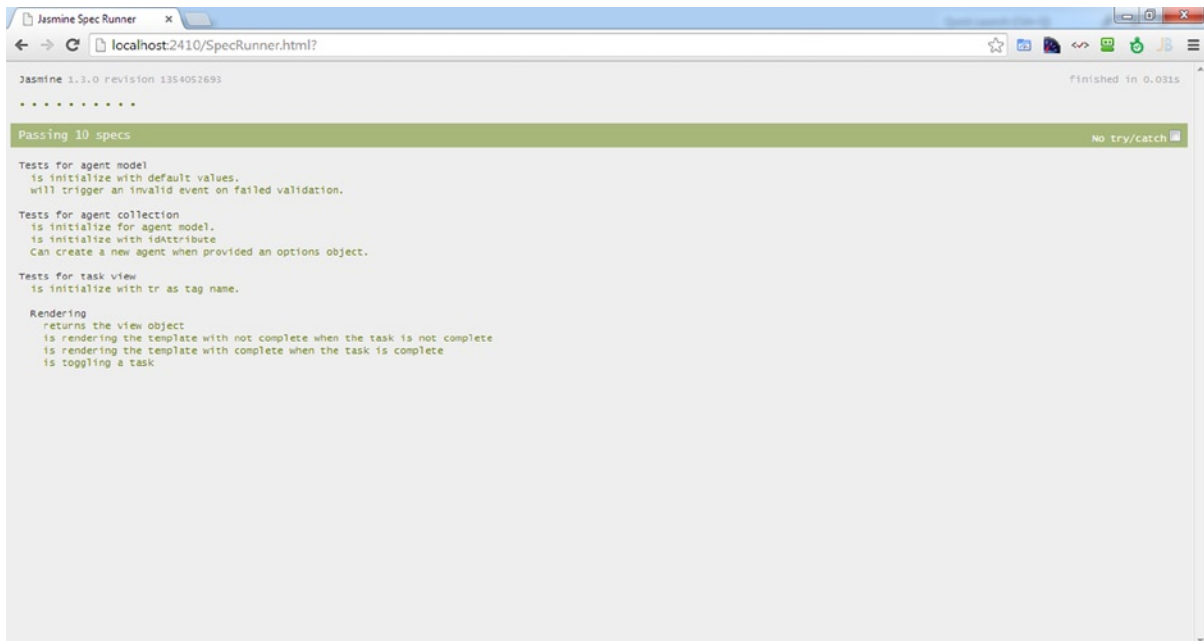 Jasmine Spec Runner
localhost:2410/SpecRunner.html?
JB
Jasmine 1.3.0 revision 1354052693
finished in 0.031s
Passing 10 specs
No try/catch
Tests for agent model
is initialize with default values.
will trigger an invalid event on failed validation.
Tests for agent collection
is initialize for agent model.
is initialize with idAttribute
Can create a new agent when provided an options object.
Tests for task view
is initialize with tr as tag name.
Rendering
returns the view object
is rendering the template with not complete when the task is not complete
is rendering the template with complete when the task is complete
is toggling a task